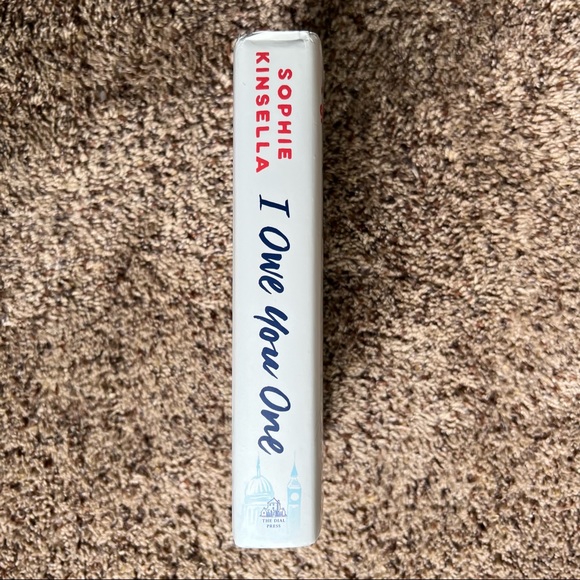 SOPHIE
KINSELLA
I Owe You One
THE DIAL
PRESS